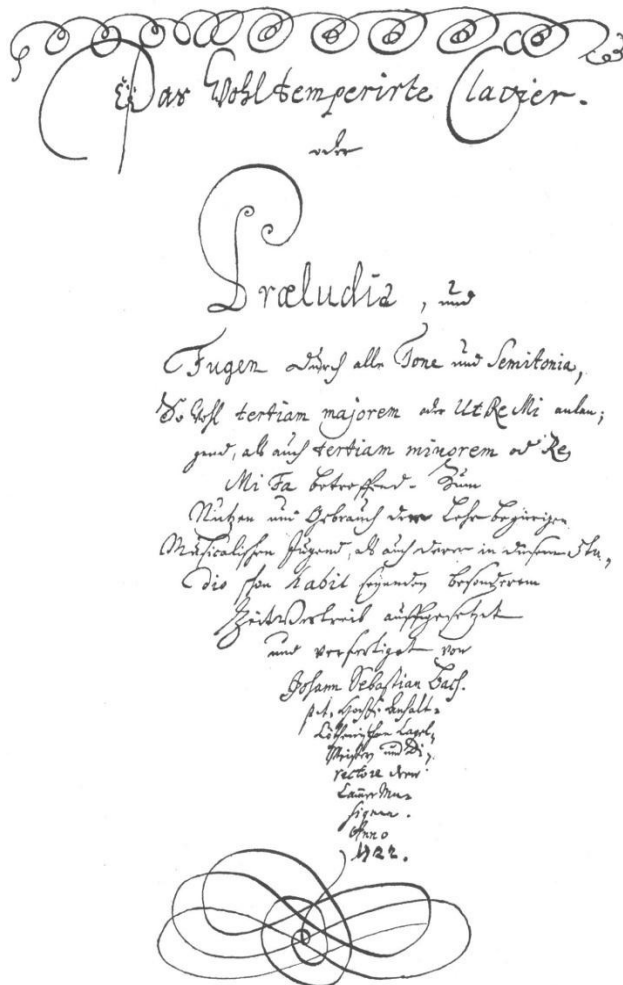 Das Wohltemperirte Clavier.
oder
Præludia, und
Fugen durch alle Tone und Semitonia,
So wohl tertiam majorem oder Ut Re Mi anlan,
gend, als auch tertiam minorem od Re
Mi Fa betreffend. Zum
Nutzen und Gebrauch der Lehr-begierigen
Musicalischen Jugend, als auch derer in diesem Stu,
dio schon habil seyenden besonderem
ZeitVertreib auffgesetzet
und verfertiget von
Johann Sebastian Bach.
p. t. Hochf. Anhalt-
Cöthenischen Capel-
Meistern und Di-
rectore derer
Camer Mu-
siquen.
Anno
1722.